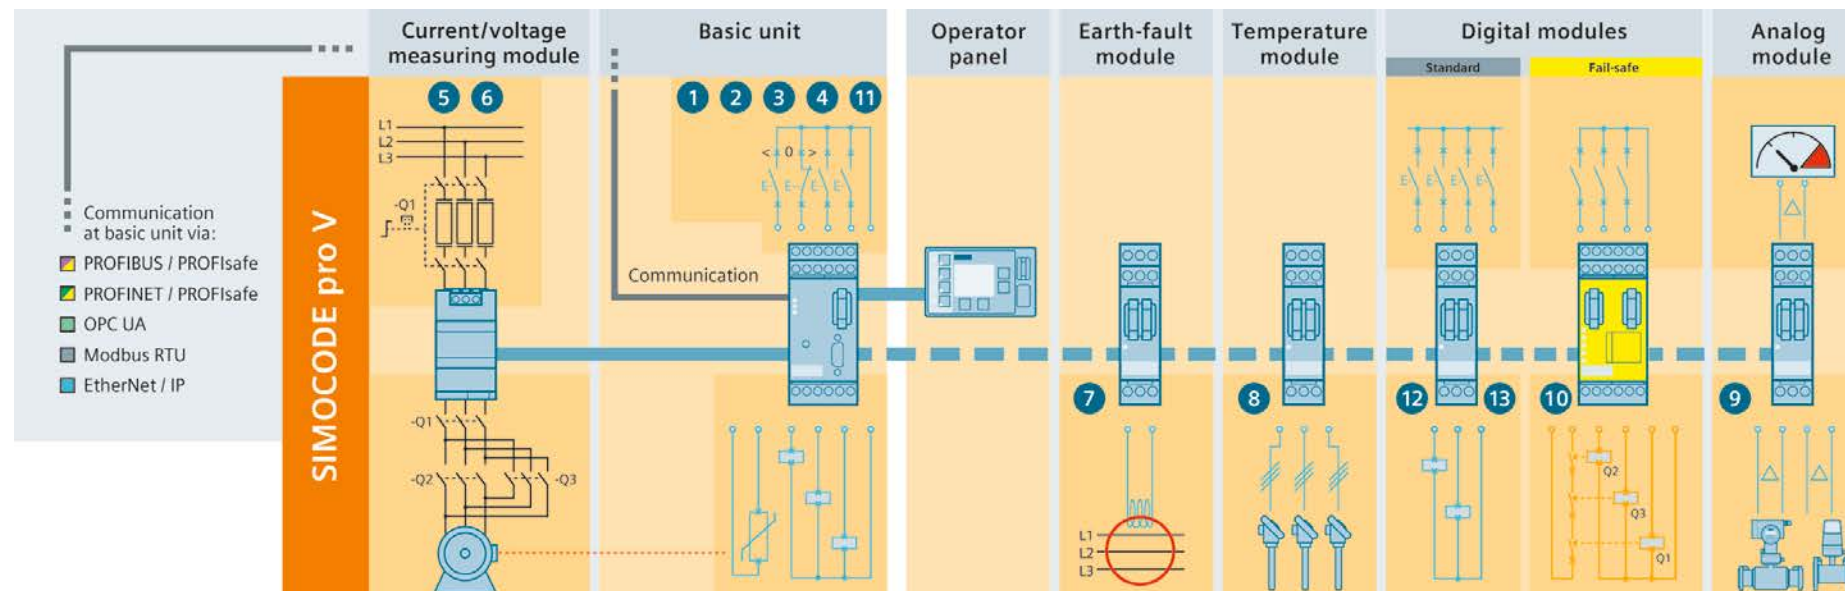 Current/voltage
measuring module
Basic unit
Operator
panel
Earth-fault
module
Temperature
module
Digital modules
Analog
module
Standard
Fail-safe
5 6
1 2 3 4 11
L1
L2
L3
-Q1
< 0 >
E- E- E- E-
E- E- E- E-
Communication
at basic unit via:
PROFIBUS / PROFIsafe
PROFINET / PROFIsafe
OPC UA
Modbus RTU
EtherNet / IP
SIMOCODE pro V
Communication
7
8
12
13
10
9
-Q1
-Q2
-Q3
L1
L2
L3
Q2
Q3
Q1